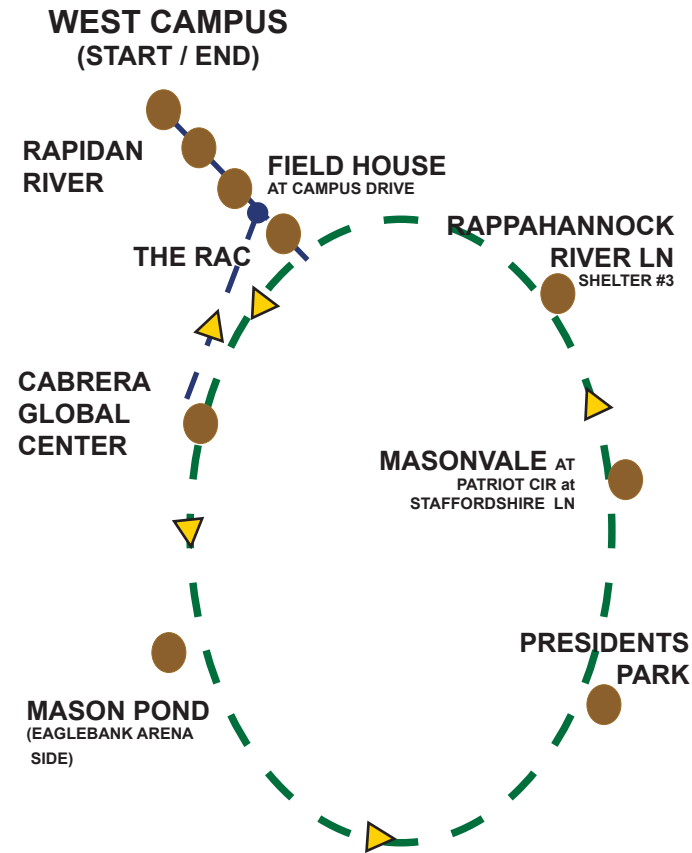 WEST CAMPUS
(START / END)
RAPIDAN
RIVER
FIELD HOUSE
AT CAMPUS DRIVE
THE RAC
RAPPAHANNOCK
RIVER LN
SHELTER #3
CABRERA
GLOBAL
CENTER
MASONVALE AT
PATRIOT CIR at
STAFFORDSHIRE LN
PRESIDENTS
PARK
MASON POND
(EAGLEBANK ARENA
SIDE)